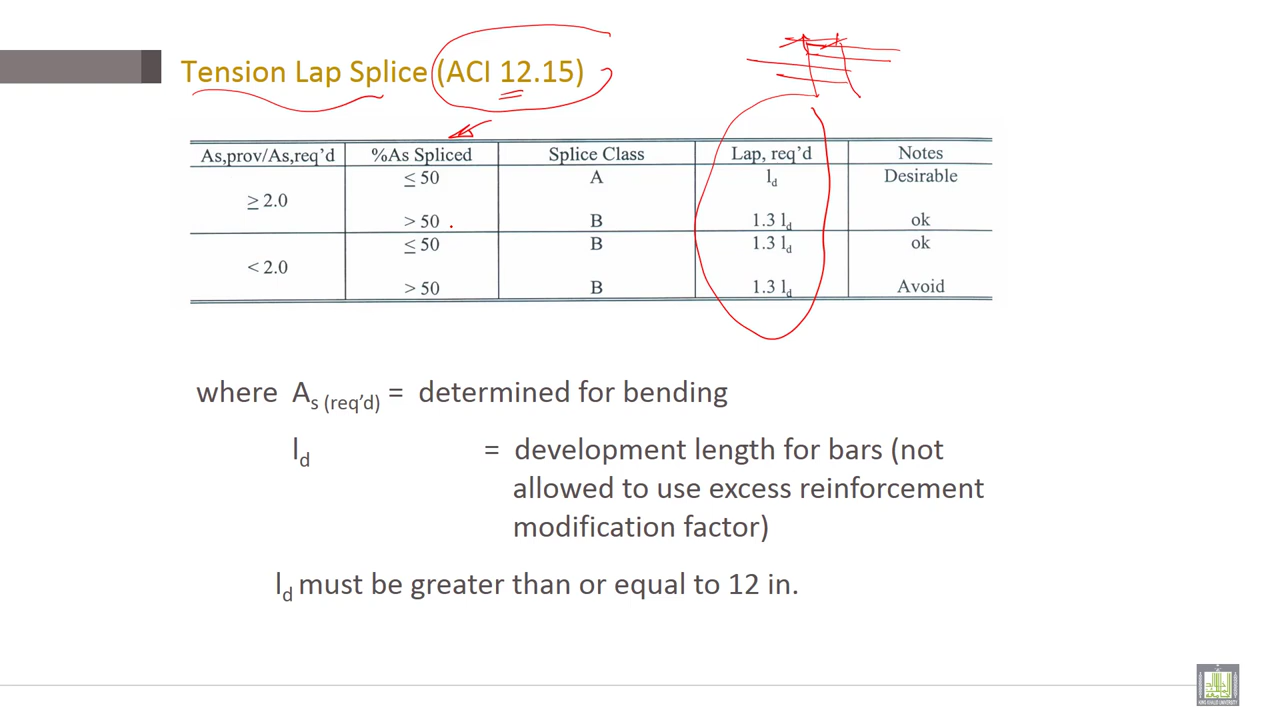 Tension Lap Splice (ACI 12.15)
As,prov/As,req'd %As Spliced Splice Class Lap, req'd Notes
≥ 2.0 ≤ 50 A ld Desirable
> 50 B 1.3 ld ok
< 2.0 ≤ 50 B 1.3 ld ok
> 50 B 1.3 ld Avoid
where As (req'd) = determined for bending
ld = development length for bars (not
allowed to use excess reinforcement
modification factor)
ld must be greater than or equal to 12 in.
KING KHALID UNIVERSITY